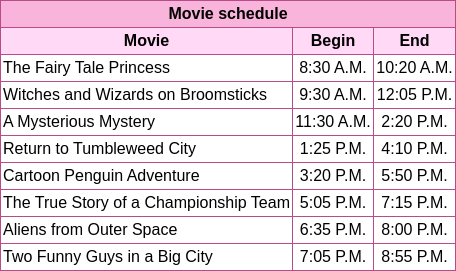 Movie schedule
Movie Begin End
The Fairy Tale Princess 8:30 A.M. 10:20 A.M.
Witches and Wizards on Broomsticks 9:30 A.M. 12:05 P.M.
A Mysterious Mystery 11:30 A.M. 2:20 P.M.
Return to Tumbleweed City 1:25 P.M. 4:10 P.M.
Cartoon Penguin Adventure 3:20 P.M. 5:50 P.M.
The True Story of a Championship Team 5:05 P.M. 7:15 P.M.
Aliens from Outer Space 6:35 P.M. 8:00 P.M.
Two Funny Guys in a Big City 7:05 P.M. 8:55 P.M.